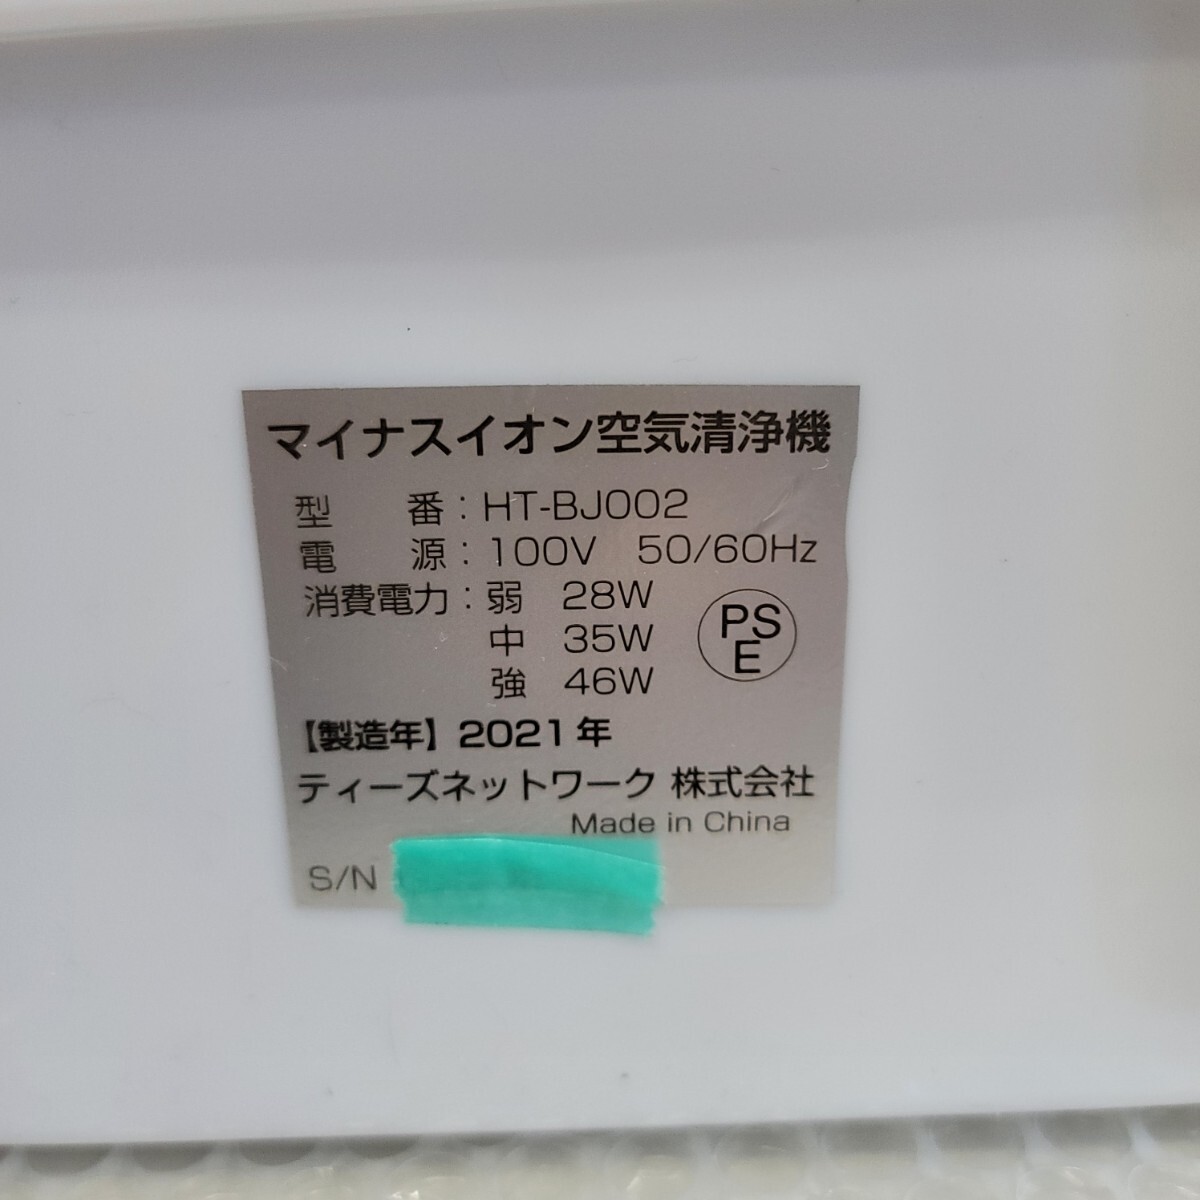 マイナスイオン空気清浄機
型　　番：HT-BJ002
電　　源：100V　50/60Hz
消費電力：弱　28W
中　35W
強　46W
PS
E
【製造年】2021年
ティーズネットワーク 株式会社
Made in China
S/N